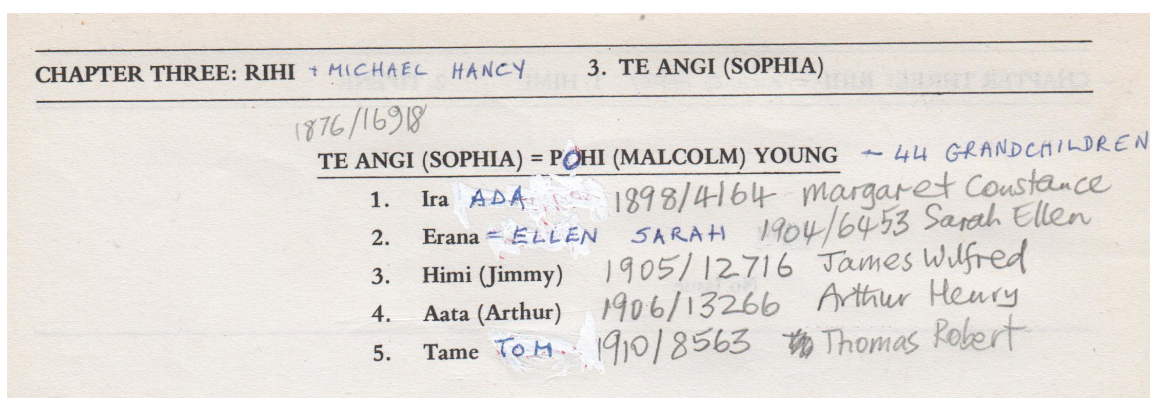 CHAPTER THREE: RIHI + MICHAEL HANCY 3. TE ANGI (SOPHIA)
1876/16918
TE ANGI (SOPHIA) = POHI (MALCOLM) YOUNG - 44 GRANDCHILDREN
1. Ira ADA 1898/4164 Margaret Constance
2. Erana = ELLEN SARAH 1904/6453 Sarah Ellen
3. Himi (Jimmy) 1905/12716 James Wilfred
4. Aata (Arthur) 1906/13266 Arthur Henry
5. Tame TOM 1910/8563 Thomas Robert